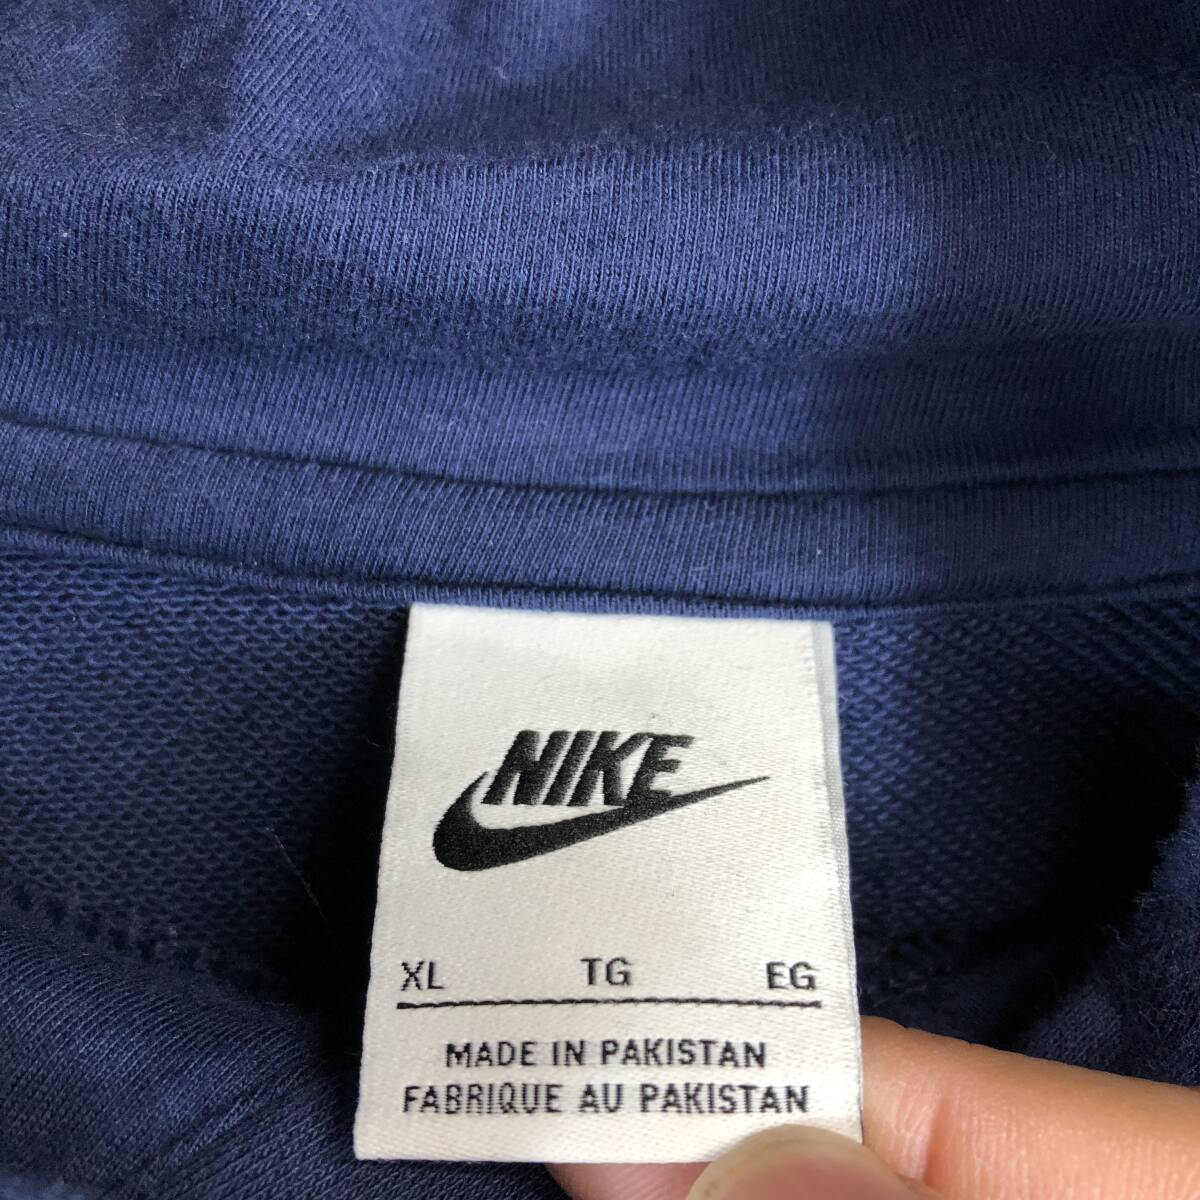 NIKE
XL TG EG
MADE IN PAKISTAN
FABRIQUE AU PAKISTAN